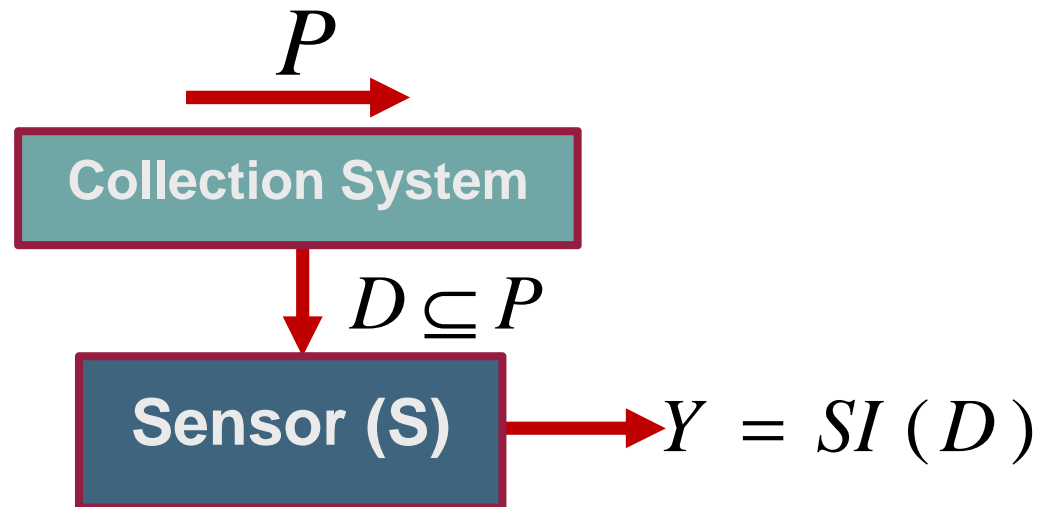 P
Collection System
D ⊆ P
Sensor (S)
Y = SI ( D )